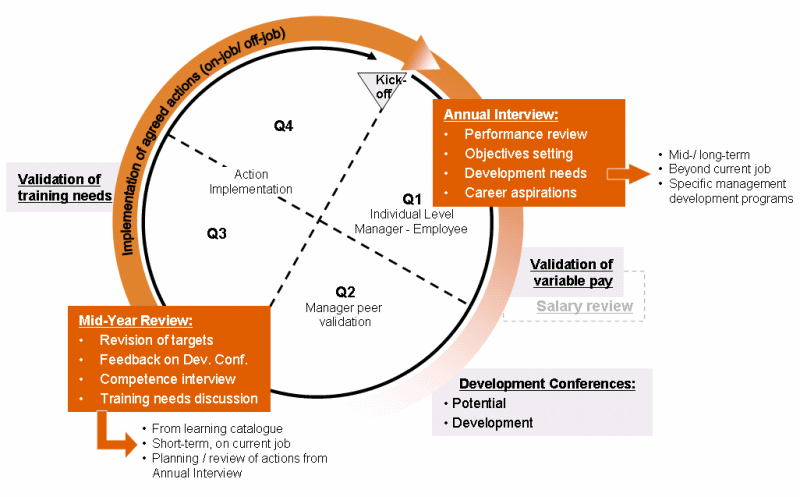 Implementation of agreed actions (on-job/ off-job)
Kick-
off
Annual Interview:
• Performance review
• Objectives setting
• Development needs
• Career aspirations
• Mid-/ long-term
• Beyond current job
• Specific management
development programs
Q4
Action
Implementation
Validation of
training needs
Q1
Individual Level
Manager - Employee
Q3
Validation of
variable pay
Salary review
Q2
Manager peer
validation
Mid-Year Review:
• Revision of targets
• Feedback on Dev. Conf.
• Competence interview
• Training needs discussion
Development Conferences:
• Potential
• Development
• From learning catalogue
• Short-term, on current job
• Planning / review of actions from
Annual Interview